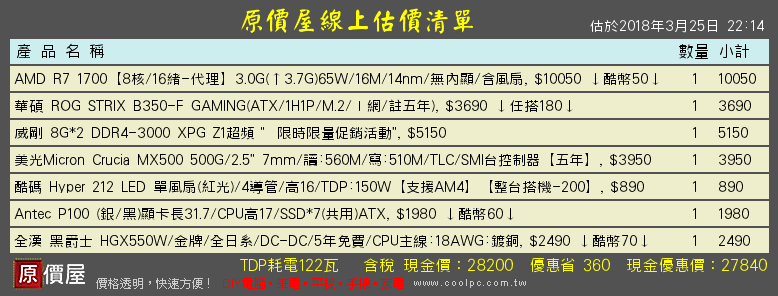 原價屋線上估價清單
估於2018年3月25日 22:14
產 品 名 稱 數量 小計
AMD R7 1700【8核/16緒-代理】3.0G(↑3.7G)65W/16M/14nm/無內顯/含風扇, $10050 ↓酷幣50↓ 1 10050
華碩 ROG STRIX B350-F GAMING(ATX/1H1P/M.2/I網/註五年), $3690 ↓任搭180↓ 1 3690
威剛 8G*2 DDR4-3000 XPG Z1超頻 " 限時限量促銷活動", $5150 1 5150
美光Micron Crucia MX500 500G/2.5" 7mm/讀:560M/寫:510M/TLC/SMI台控制器【五年】, $3950 1 3950
酷碼 Hyper 212 LED 單風扇(紅光)/4導管/高16/TDP:150W【支援AM4】【整台搭機-200】, $890 1 890
Antec P100 (銀/黑)顯卡長31.7/CPU高17/SSD*7(共用)ATX, $1980 ↓酷幣60↓ 1 1980
全漢 黑爵士 HGX550W/金牌/全日系/DC-DC/5年免費/CPU主線:18AWG:鍍銅, $2490 ↓酷幣70↓ 1 2490
TDP耗電122瓦 含稅 現金價：28200 優惠省 360 現金優惠價：27840
原價屋 價格透明，快速方便！ www.coolpc.com.tw